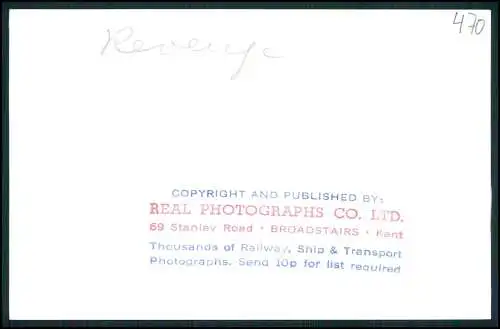 470
Revenge
COPYRIGHT AND PUBLISHED BY:
REAL PHOTOGRAPHS CO. LTD.
69 Stanley Road · BROADSTAIRS · Kent
Thousands of Railway, Ship & Transport
Photographs. Send 10p for list required